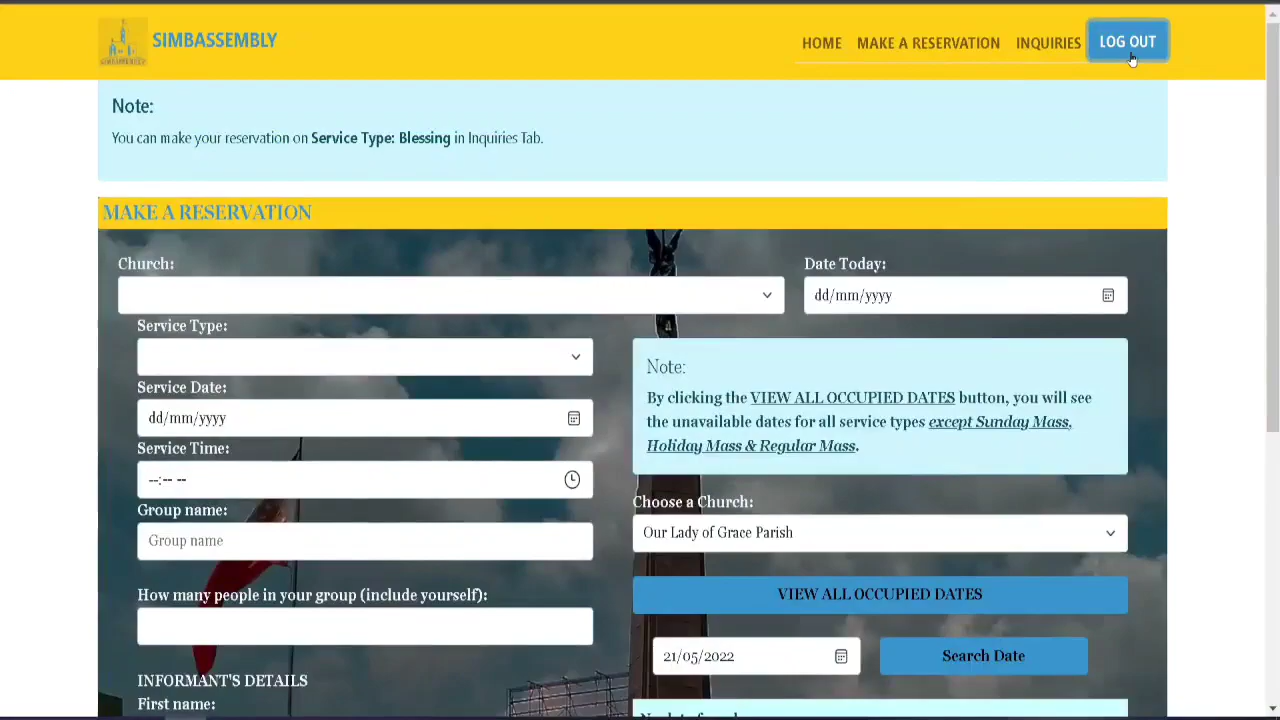 SIMBASSEMBLY
HOME MAKE A RESERVATION INQUIRIES LOG OUT
Note:
You can make your reservation on Service Type: Blessing in Inquiries Tab.
MAKE A RESERVATION
Church:
Date Today:
dd/mm/yyyy
Service Type:
Service Date:
dd/mm/yyyy
Service Time:
--:-- --
Group name:
Group name
How many people in your group (include yourself):
INFORMANT'S DETAILS
First name:
Note:
By clicking the VIEW ALL OCCUPIED DATES button, you will see
the unavailable dates for all service types except Sunday Mass,
Holiday Mass & Regular Mass.
Choose a Church:
Our Lady of Grace Parish
VIEW ALL OCCUPIED DATES
21/05/2022
Search Date